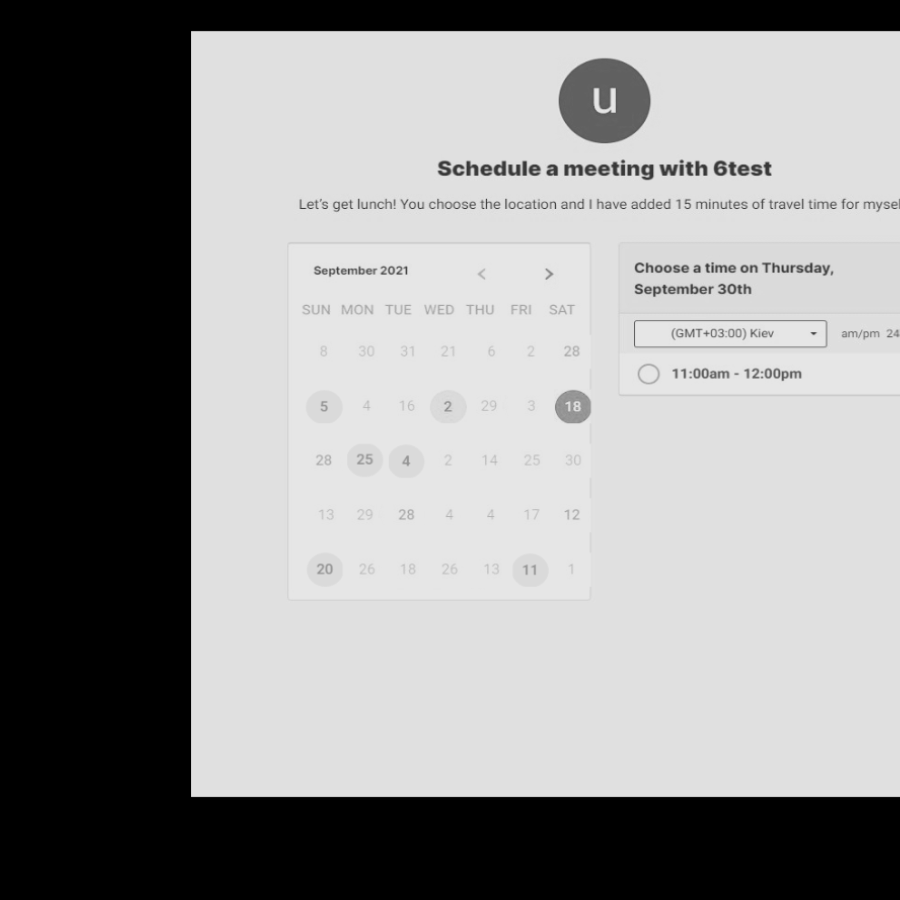 u
Schedule a meeting with 6test
Let's get lunch! You choose the location and I have added 15 minutes of travel time for
September 2021 < >
SUN MON TUE WED THU FRI SAT
8 30 31 21 6 2 28
5 4 16 2 29 3 18
28 25 4 2 14 25 30
13 29 28 4 4 17 12
20 26 18 26 13 11 1
Choose a time on Thursday,
September 30th
(GMT+03:00) Kiev
am/pm 24
11:00am - 12:00pm